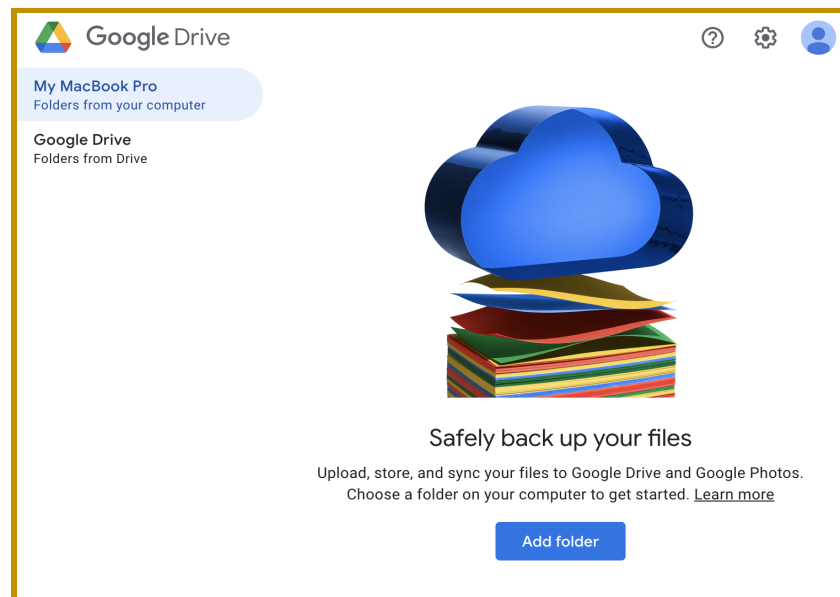 Google Drive
My MacBook Pro
Folders from your computer
Google Drive
Folders from Drive
Safely back up your files
Upload, store, and sync your files to Google Drive and Google Photos.
Choose a folder on your computer to get started. Learn more
Add folder